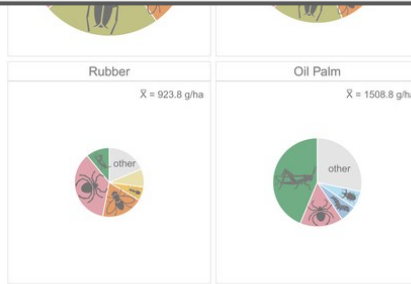 Rubber
Oil Palm
X̄ = 923.8 g/ha
X̄ = 1508.8 g/ha
other
other